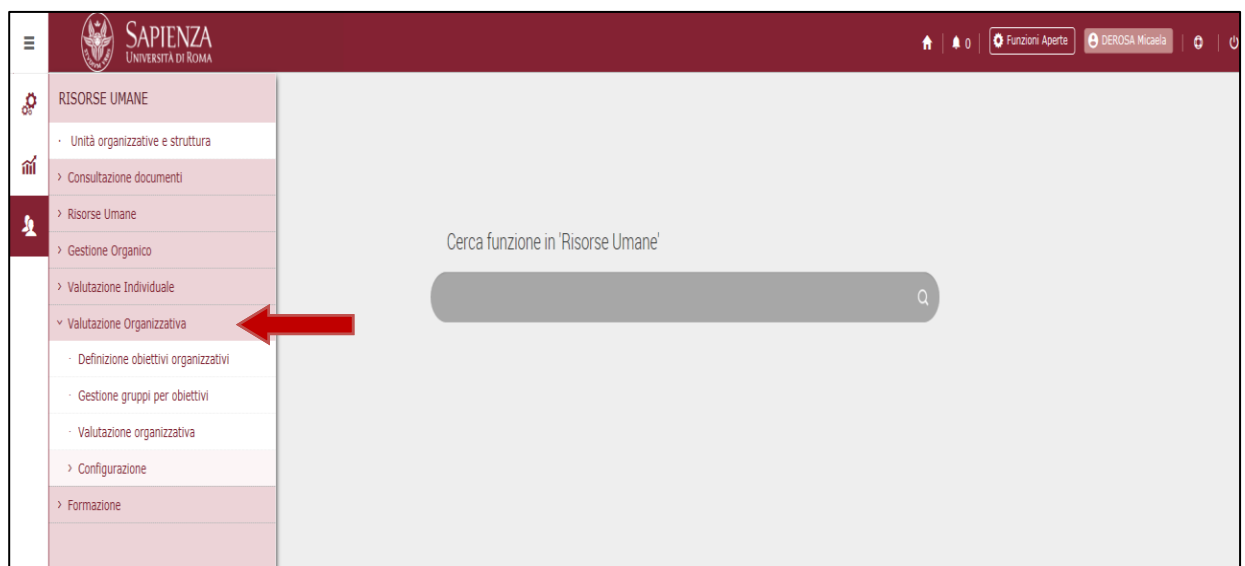 SAPIENZA
UNIVERSITÀ DI ROMA
0
Funzioni Aperte
DEROSA Micaela
RISORSE UMANE
Unità organizzative e struttura
Consultazione documenti
Risorse Umane
Gestione Organico
Valutazione Individuale
Valutazione Organizzativa
Definizione obiettivi organizzativi
Gestione gruppi per obiettivi
Valutazione organizzativa
Configurazione
Formazione
Cerca funzione in 'Risorse Umane'